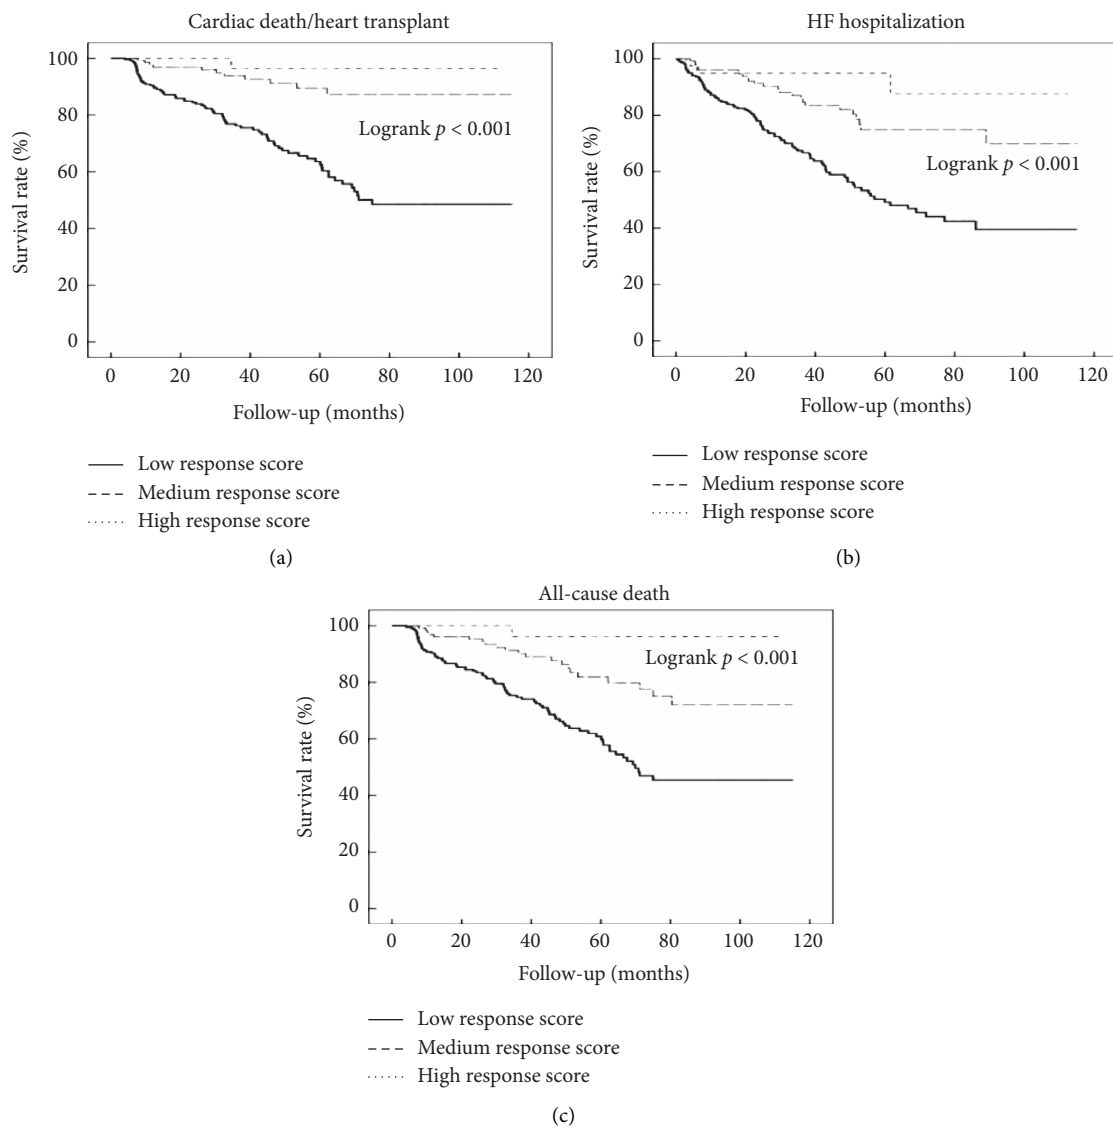 Cardiac death/heart transplant
100
80
60
40
20
0
Survival rate (%)
Logrank p < 0.001
0 20 40 60 80 100 120
Follow-up (months)
Low response score
Medium response score
High response score
(a)
HF hospitalization
100
80
60
40
20
0
Survival rate (%)
Logrank p < 0.001
0 20 40 60 80 100 120
Follow-up (months)
Low response score
Medium response score
High response score
(b)
All-cause death
100
80
60
40
20
0
Survival rate (%)
Logrank p < 0.001
0 20 40 60 80 100 120
Follow-up (months)
Low response score
Medium response score
High response score
(c)